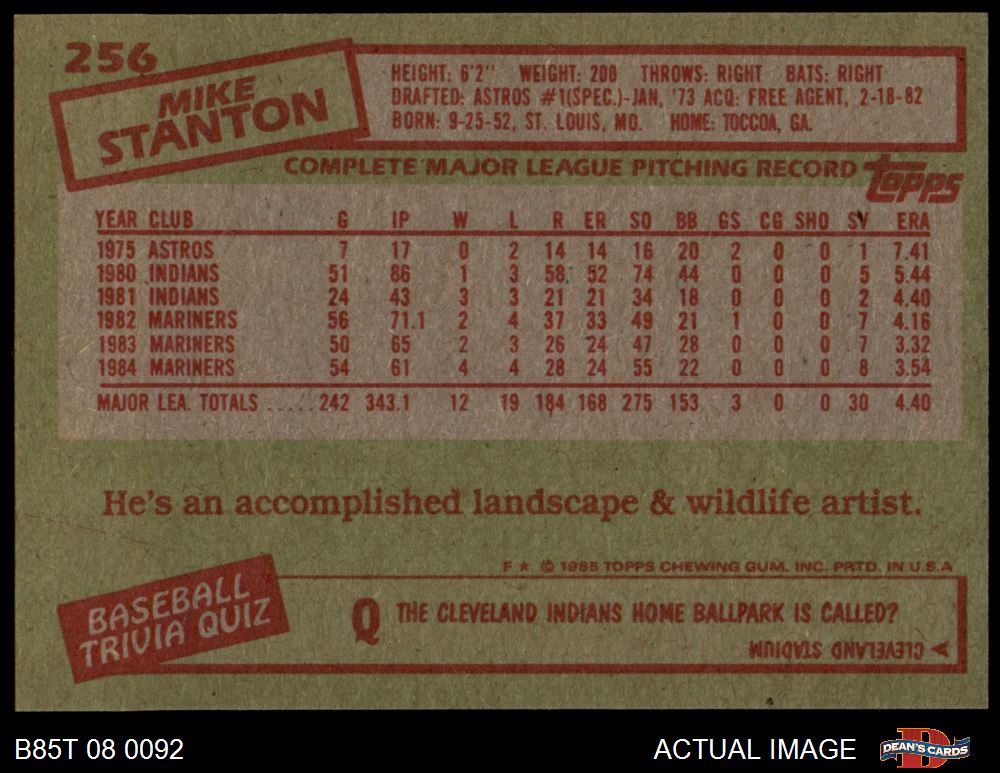 256
MIKE
STANTON
HEIGHT: 6'2" WEIGHT: 200 THROWS: RIGHT BATS: RIGHT
DRAFTED: ASTROS #1(SPEC.)-JAN, '73 ACQ: FREE AGENT, 2-18-82
BORN: 9-25-52, ST. LOUIS, MO. HOME: TOCCOA, GA.
COMPLETE MAJOR LEAGUE PITCHING RECORD
topps
YEAR CLUB G IP W L R ER SO BB GS CG SHO SV ERA
1975 ASTROS 7 17 0 2 14 14 16 20 2 0 0 1 7.41
1980 INDIANS 51 86 1 3 58 52 74 44 0 0 0 5 5.44
1981 INDIANS 24 43 3 3 21 21 34 18 0 0 0 2 4.40
1982 MARINERS 56 71.1 2 4 37 33 49 21 1 0 0 7 4.16
1983 MARINERS 50 65 2 3 26 24 47 28 0 0 0 7 3.32
1984 MARINERS 54 61 4 4 28 24 55 22 0 0 0 8 3.54
MAJOR LEA. TOTALS .....242 343.1 12 19 184 168 275 153 3 0 0 30 4.40
He's an accomplished landscape & wildlife artist.
F ★ © 1985 TOPPS CHEWING GUM, INC. PRTD. IN U.S.A
BASEBALL
TRIVIA QUIZ
Q THE CLEVELAND INDIANS HOME BALLPARK IS CALLED?
CLEVELAND STADIUM
B85T 08 0092
ACTUAL IMAGE
D
DEAN'S CARDS